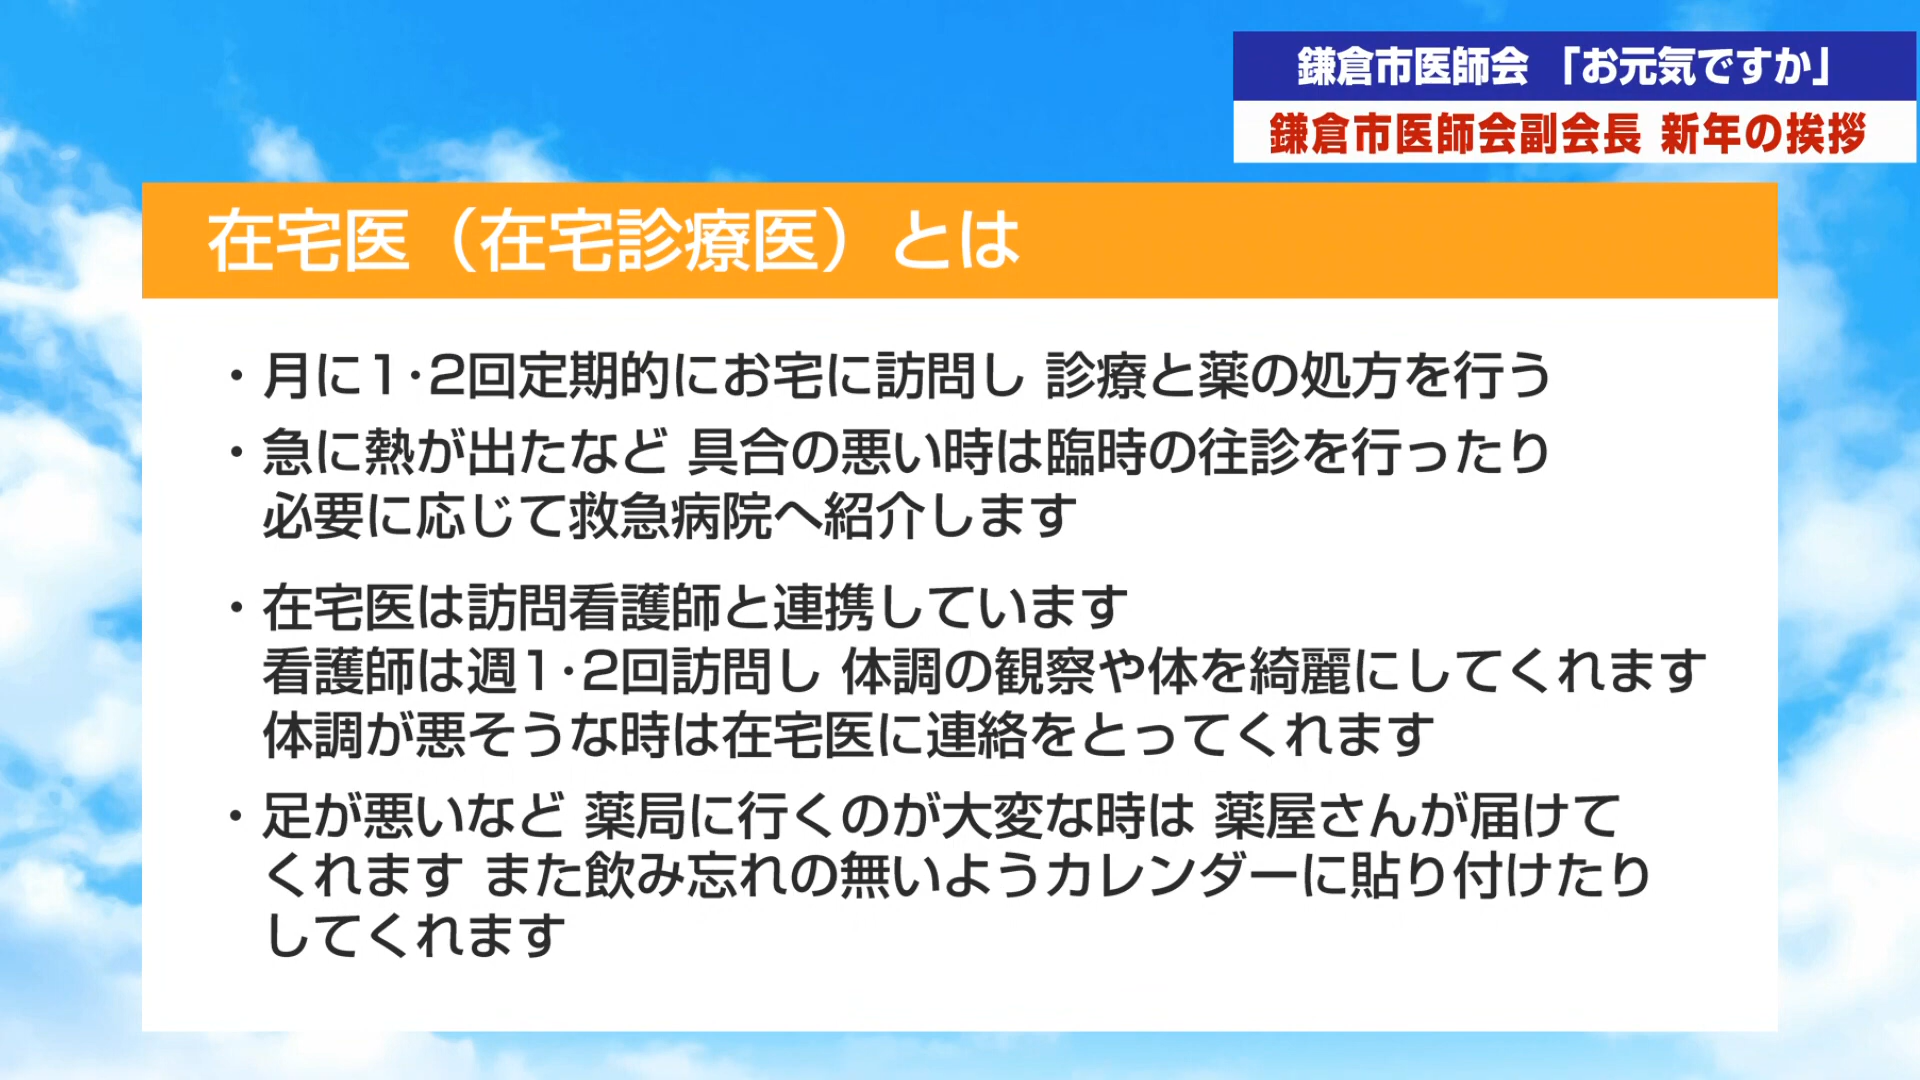 鎌倉市医師会 「お元気ですか」
鎌倉市医師会副会長 新年の挨拶
在宅医（在宅診療医）とは
・月に1・2回定期的にお宅に訪問し 診療と薬の処方を行う
・急に熱が出たなど 具合の悪い時は臨時の往診を行ったり
必要に応じて救急病院へ紹介します
・在宅医は訪問看護師と連携しています
看護師は週1・2回訪問し 体調の観察や体を綺麗にしてくれます
体調が悪そうな時は在宅医に連絡をとってくれます
・足が悪いなど 薬局に行くのが大変な時は 薬屋さんが届けて
くれます また飲み忘れの無いようカレンダーに貼り付けたり
してくれます